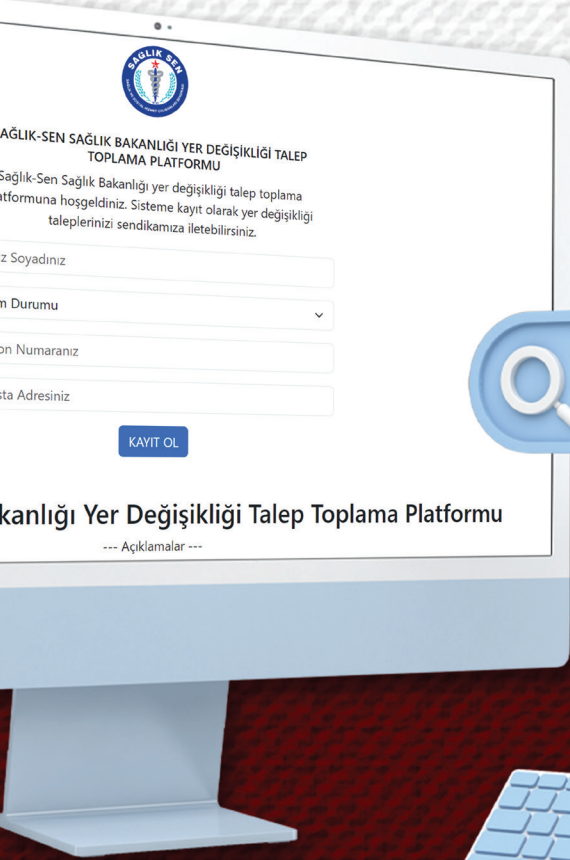 SAĞLIK SEN
AĞLIK-SEN SAĞLIK BAKANLIĞI YER DEĞİŞİKLİĞİ TALEP
TOPLAMA PLATFORMU
Sağlık-Sen Sağlık Bakanlığı yer değişikliği talep toplama
atformuna hoşgeldiniz. Sisteme kayıt olarak yer değişikliği
taleplerinizi sendikamıza iletebilirsiniz.
z Soyadınız
m Durumu
on Numaranız
sta Adresiniz
KAYIT OL
kanlığı Yer Değişikliği Talep Toplama Platformu
--- Açıklamalar ---